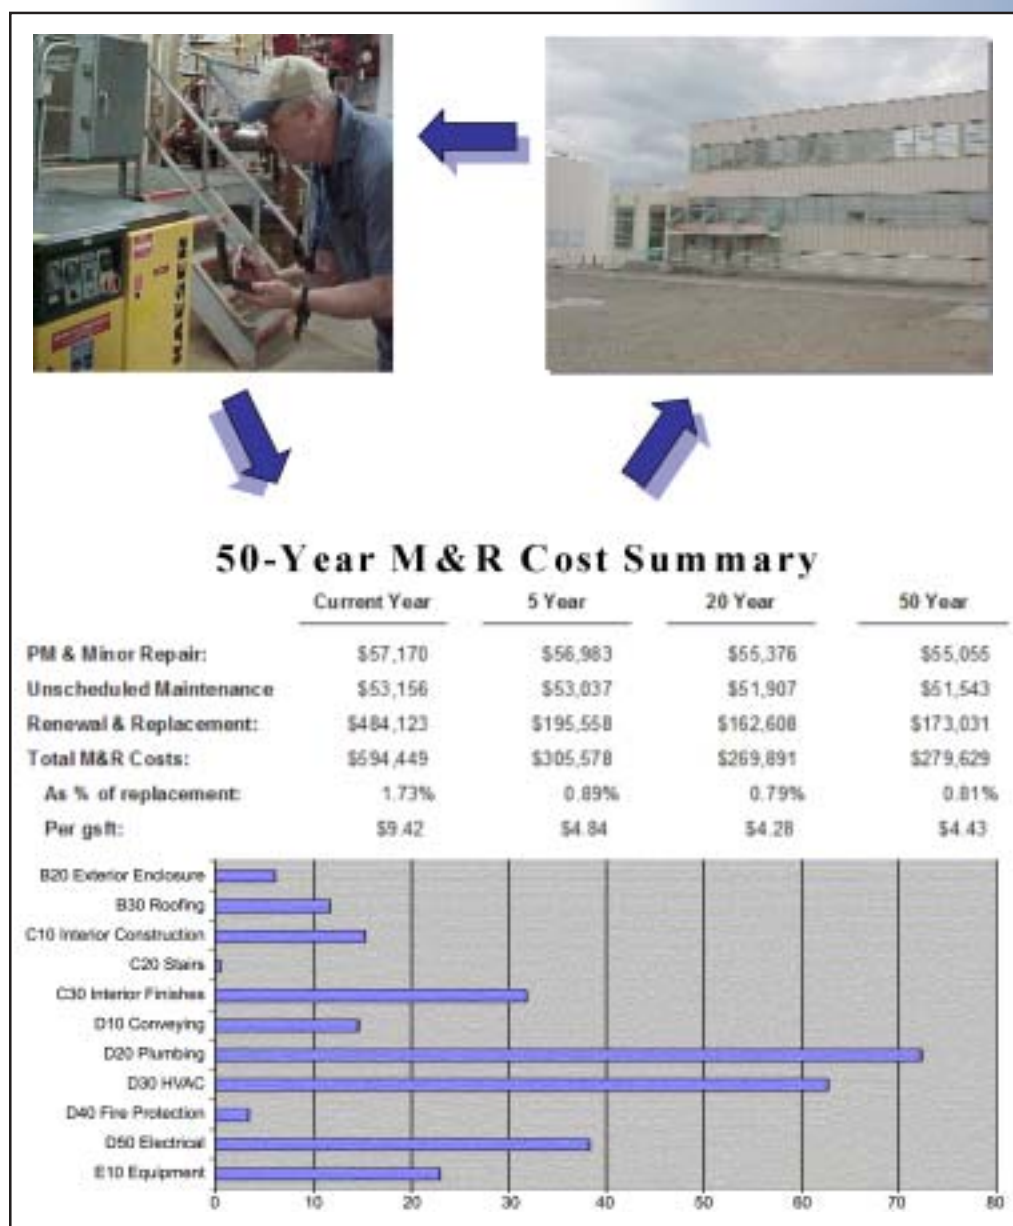 KAESER
50-Year M&R Cost Summary
Current Year 5 Year 20 Year 50 Year
PM & Minor Repair: $57,170 $56,983 $55,376 $55,055
Unscheduled Maintenance $53,156 $53,037 $51,907 $51,543
Renewal & Replacement: $484,123 $195,558 $162,608 $173,031
Total M&R Costs: $594,449 $305,578 $269,891 $279,629
As % of replacement: 1.73% 0.89% 0.79% 0.81%
Per gsft: $9.42 $4.84 $4.28 $4.43
B20 Exterior Enclosure
B30 Roofing
C10 Interior Construction
C20 Stairs
C30 Interior Finishes
D10 Conveying
D20 Plumbing
D30 HVAC
D40 Fire Protection
D50 Electrical
E10 Equipment
0 10 20 30 40 50 60 70 80